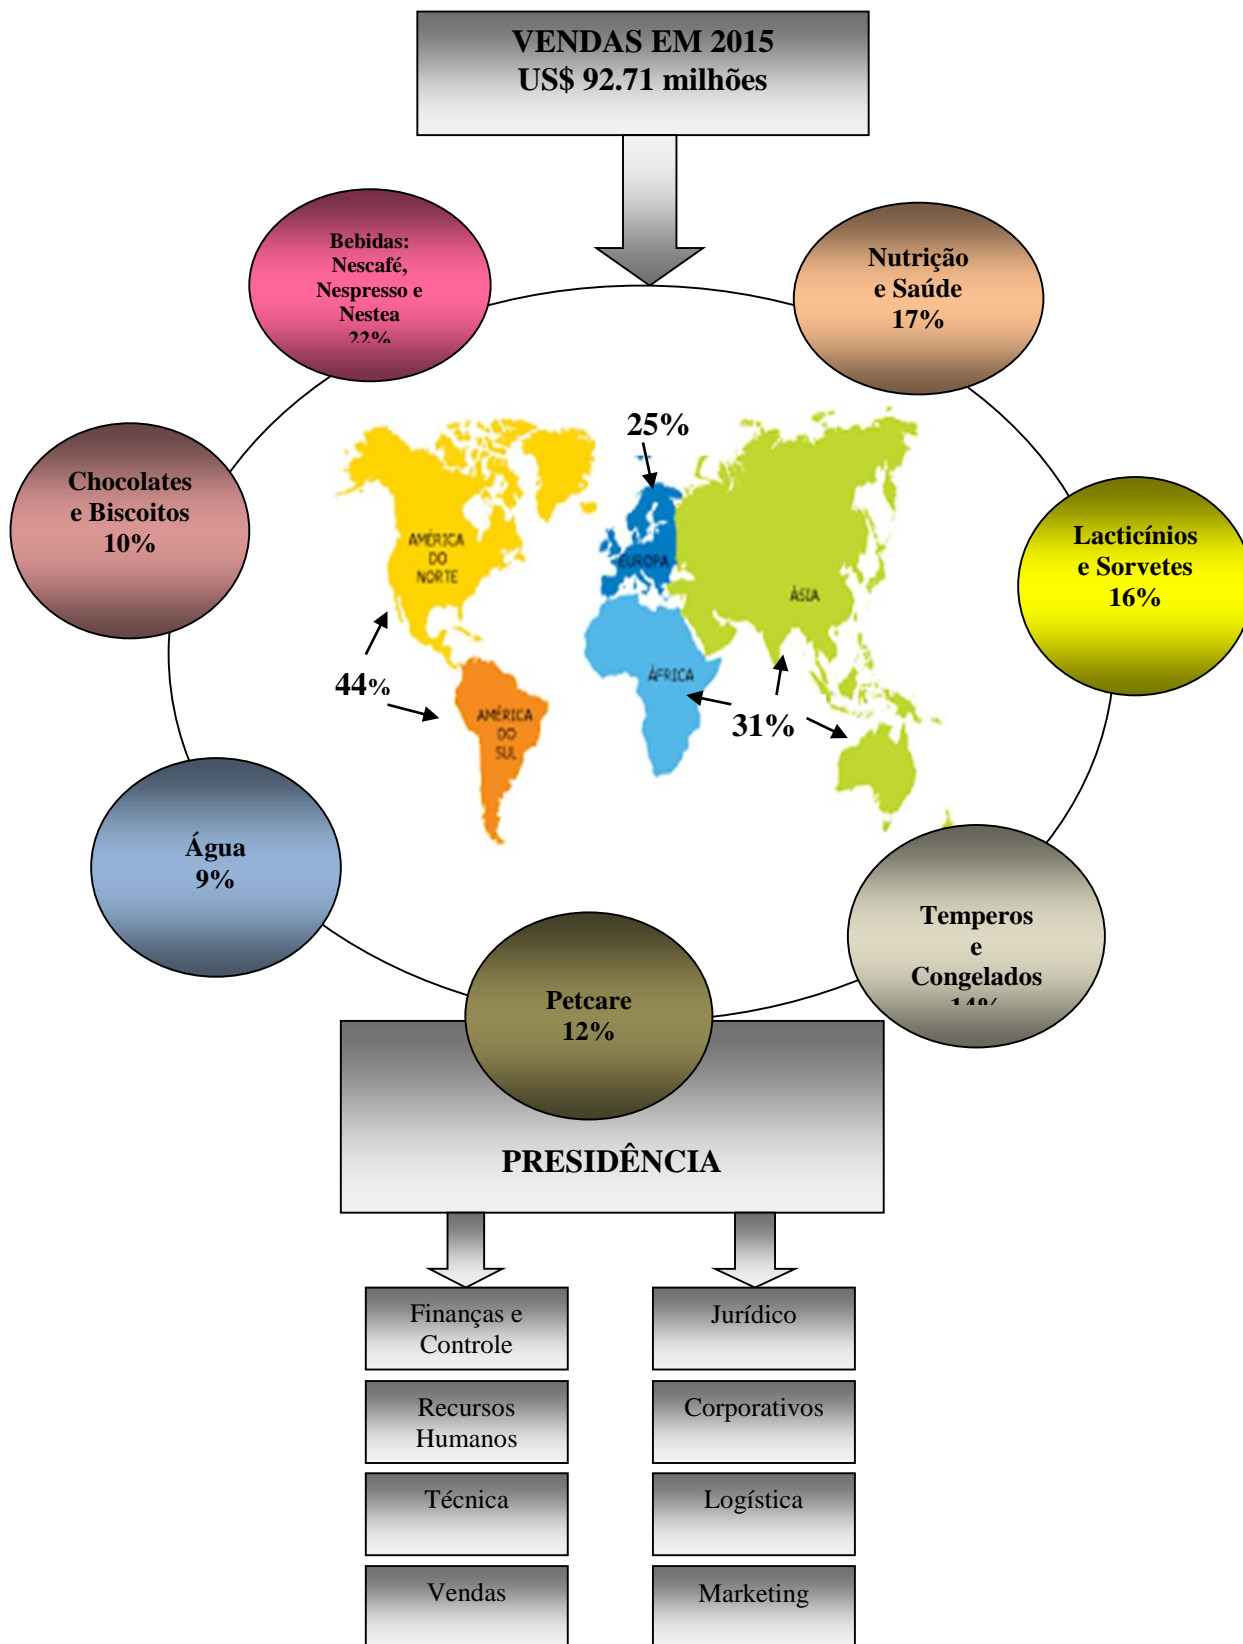 VENDAS EM 2015
US$ 92.71 milhões
Bebidas:
Nescafé,
Nespresso e
Nestea
22%
Nutrição
e Saúde
17%
Chocolates
e Biscoitos
10%
Lacticínios
e Sorvetes
16%
25%
AMÉRICA
DO
NORTE
EUROPA
ÁSIA
44%
ÁFRICA
31%
AMÉRICA
DO
SUL
Água
9%
Temperos
e
Congelados
14%
Petcare
12%
PRESIDÊNCIA
Finanças e
Controle
Jurídico
Recursos
Humanos
Corporativos
Técnica
Logística
Vendas
Marketing